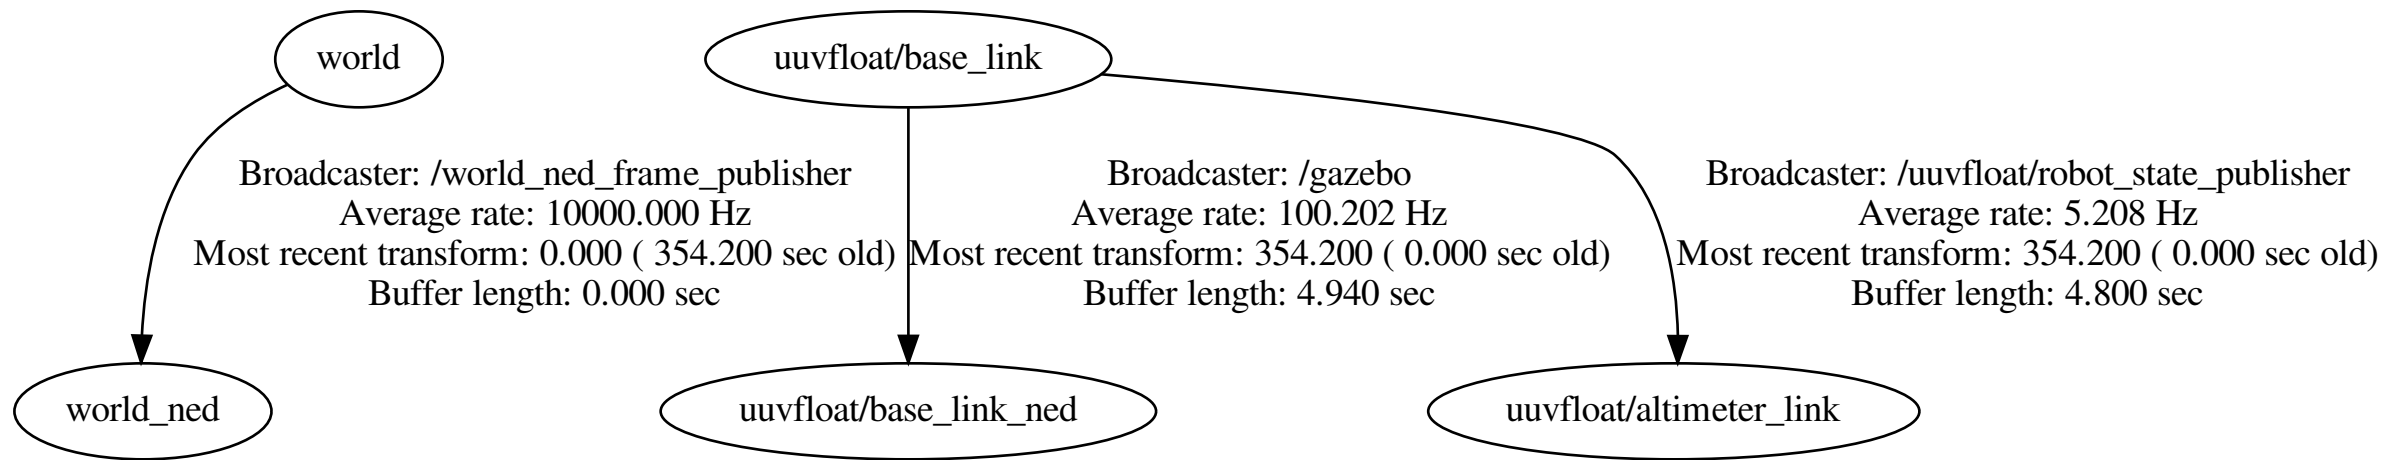 world
uuvfloat/base_link
Broadcaster: /world_ned_frame_publisher
Average rate: 10000.000 Hz
Most recent transform: 0.000 ( 354.200 sec old)
Buffer length: 0.000 sec
Broadcaster: /gazebo
Average rate: 100.202 Hz
Most recent transform: 354.200 ( 0.000 sec old)
Buffer length: 4.940 sec
Broadcaster: /uuvfloat/robot_state_publisher
Average rate: 5.208 Hz
Most recent transform: 354.200 ( 0.000 sec old)
Buffer length: 4.800 sec
world_ned
uuvfloat/base_link_ned
uuvfloat/altimeter_link